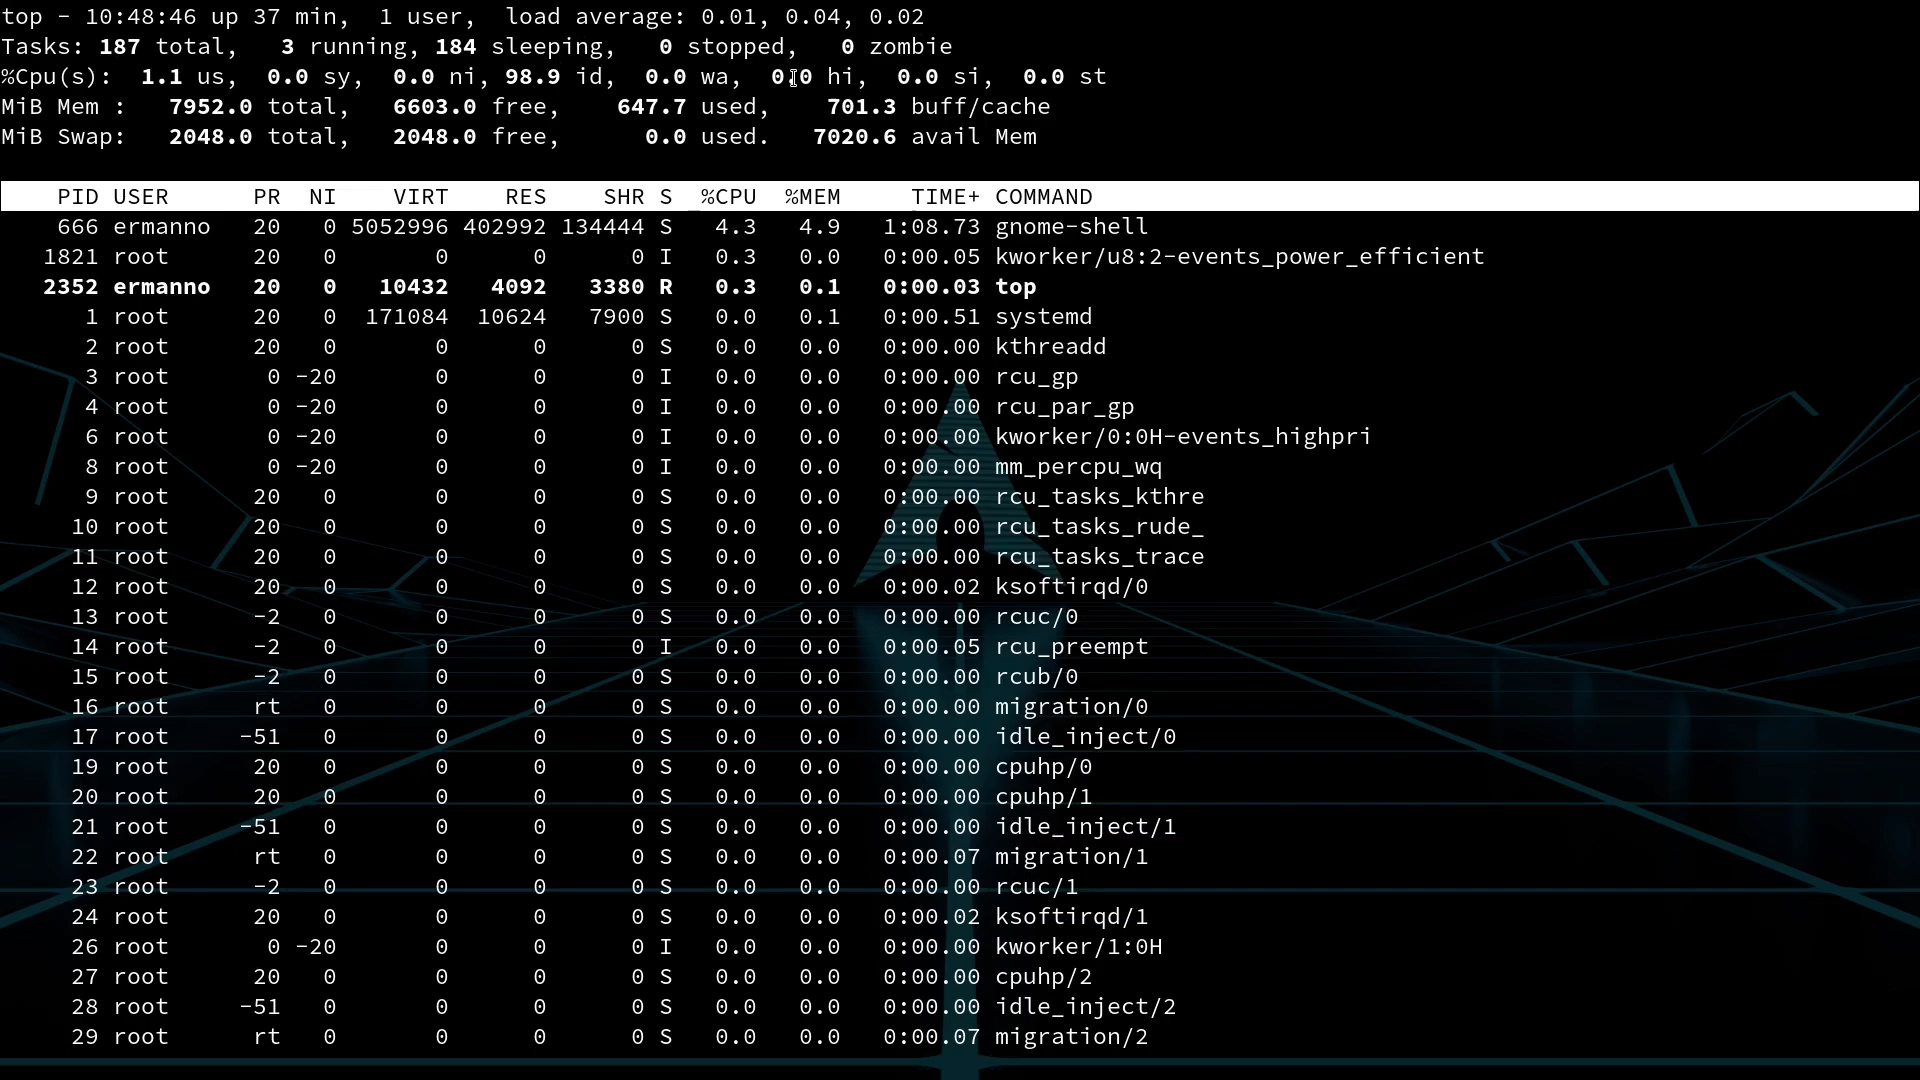 top - 10:48:46 up 37 min,  1 user,  load average: 0.01, 0.04, 0.02
Tasks: 187 total,   3 running, 184 sleeping,   0 stopped,   0 zombie
%Cpu(s):  1.1 us,  0.0 sy,  0.0 ni, 98.9 id,  0.0 wa,  0.0 hi,  0.0 si,  0.0 st
MiB Mem :   7952.0 total,   6603.0 free,    647.7 used,    701.3 buff/cache
MiB Swap:   2048.0 total,   2048.0 free,      0.0 used.   7020.6 avail Mem
PID USER      PR  NI    VIRT    RES    SHR S  %CPU  %MEM     TIME+ COMMAND
666 ermanno   20   0 5052996 402992 134444 S   4.3   4.9   1:08.73 gnome-shell
1821 root      20   0       0      0      0 I   0.3   0.0   0:00.05 kworker/u8:2-events_power_efficient
2352 ermanno   20   0   10432   4092   3380 R   0.3   0.1   0:00.03 top
1 root      20   0  171084  10624   7900 S   0.0   0.1   0:00.51 systemd
2 root      20   0       0      0      0 S   0.0   0.0   0:00.00 kthreadd
3 root       0 -20       0      0      0 I   0.0   0.0   0:00.00 rcu_gp
4 root       0 -20       0      0      0 I   0.0   0.0   0:00.00 rcu_par_gp
6 root       0 -20       0      0      0 I   0.0   0.0   0:00.00 kworker/0:0H-events_highpri
8 root       0 -20       0      0      0 I   0.0   0.0   0:00.00 mm_percpu_wq
9 root      20   0       0      0      0 S   0.0   0.0   0:00.00 rcu_tasks_kthre
10 root      20   0       0      0      0 S   0.0   0.0   0:00.00 rcu_tasks_rude_
11 root      20   0       0      0      0 S   0.0   0.0   0:00.00 rcu_tasks_trace
12 root      20   0       0      0      0 S   0.0   0.0   0:00.02 ksoftirqd/0
13 root      -2   0       0      0      0 S   0.0   0.0   0:00.00 rcuc/0
14 root      -2   0       0      0      0 I   0.0   0.0   0:00.05 rcu_preempt
15 root      -2   0       0      0      0 S   0.0   0.0   0:00.00 rcub/0
16 root      rt   0       0      0      0 S   0.0   0.0   0:00.00 migration/0
17 root     -51   0       0      0      0 S   0.0   0.0   0:00.00 idle_inject/0
19 root      20   0       0      0      0 S   0.0   0.0   0:00.00 cpuhp/0
20 root      20   0       0      0      0 S   0.0   0.0   0:00.00 cpuhp/1
21 root     -51   0       0      0      0 S   0.0   0.0   0:00.00 idle_inject/1
22 root      rt   0       0      0      0 S   0.0   0.0   0:00.07 migration/1
23 root      -2   0       0      0      0 S   0.0   0.0   0:00.00 rcuc/1
24 root      20   0       0      0      0 S   0.0   0.0   0:00.02 ksoftirqd/1
26 root       0 -20       0      0      0 I   0.0   0.0   0:00.00 kworker/1:0H
27 root      20   0       0      0      0 S   0.0   0.0   0:00.00 cpuhp/2
28 root     -51   0       0      0      0 S   0.0   0.0   0:00.00 idle_inject/2
29 root      rt   0       0      0      0 S   0.0   0.0   0:00.07 migration/2